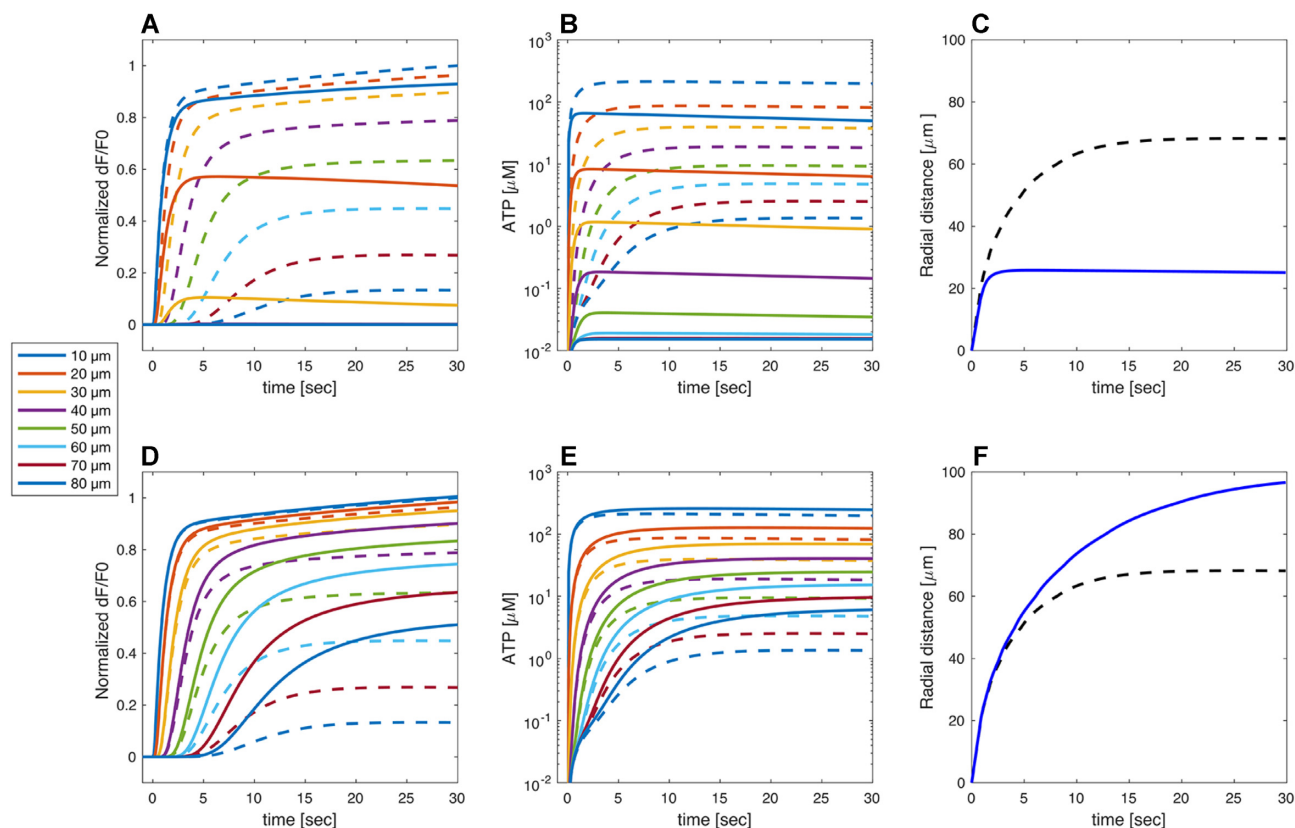 A
B
C
Normalized dF/F0
1
0.8
0.6
0.4
0.2
0
0 5 10 15 20 25 30
time [sec]
ATP [μM]
10³
10²
10¹
10⁰
10⁻¹
10⁻²
0 5 10 15 20 25 30
time [sec]
Radial distance [μm ]
100
80
60
40
20
0
0 5 10 15 20 25 30
time [sec]
10 μm
20 μm
30 μm
40 μm
50 μm
60 μm
70 μm
80 μm
D
E
F
Normalized dF/F0
1
0.8
0.6
0.4
0.2
0
0 5 10 15 20 25 30
time [sec]
ATP [μM]
10³
10²
10¹
10⁰
10⁻¹
10⁻²
0 5 10 15 20 25 30
time [sec]
Radial distance [μm ]
100
80
60
40
20
0
0 5 10 15 20 25 30
time [sec]